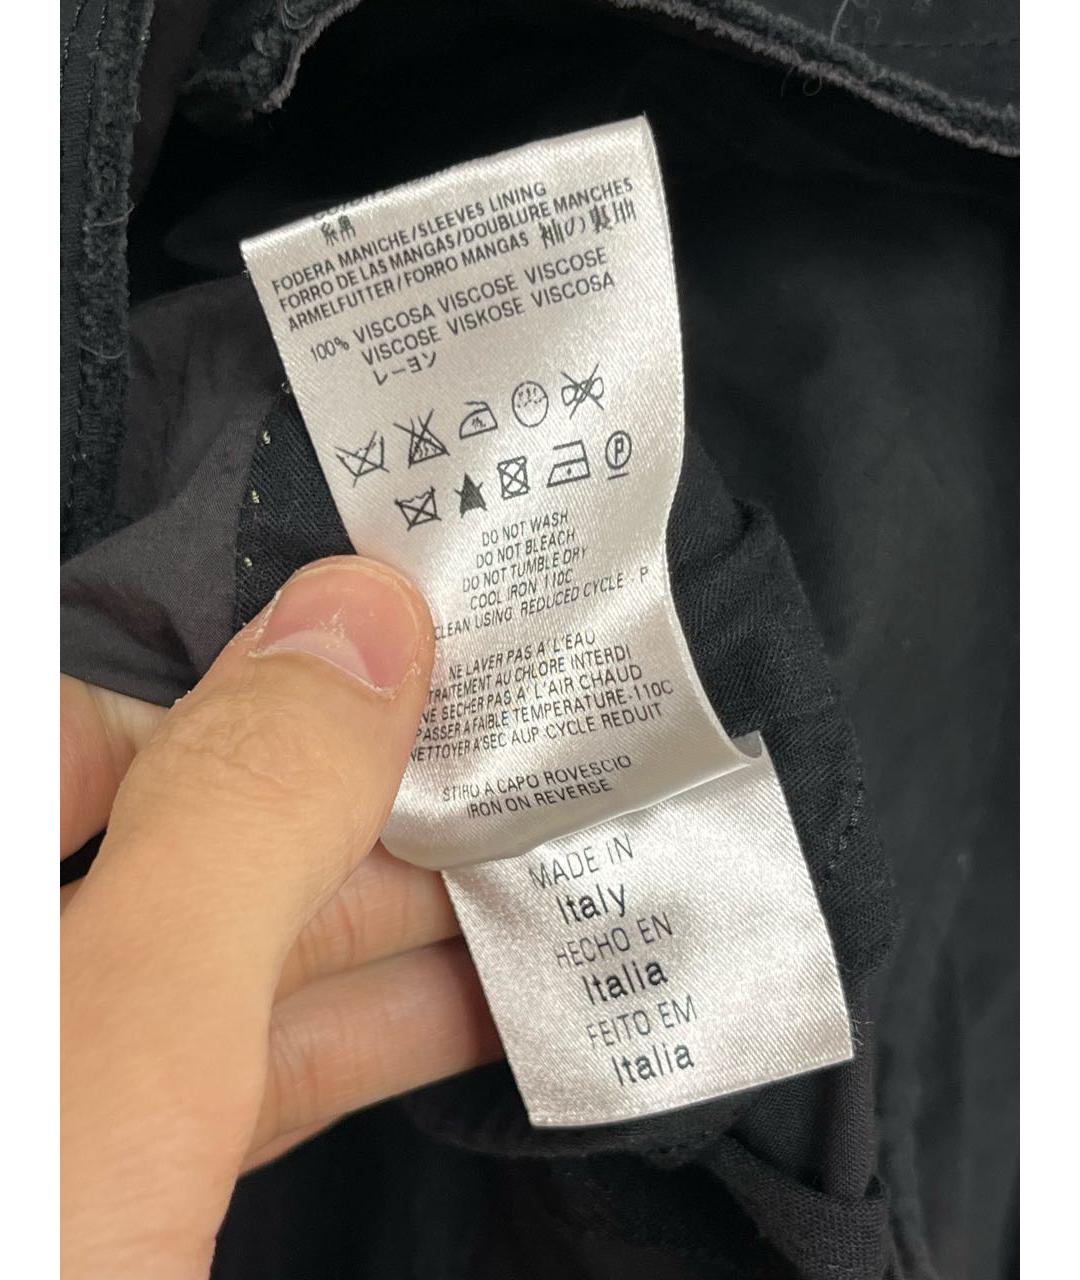 綿
FODERA MANICHE/SLEEVES LINING
FORRO DE LAS MANGAS/DOUBLURE MANCHES
ARMELFUTTER/FORRO MANGAS 袖の裏地
100% VISCOSA VISCOSE VISCOSE
VISCOSE VISKOSE VISCOSA
レーヨン
P
DO NOT WASH
DO NOT BLEACH
DO NOT TUMBLE DRY
COOL IRON 110C
CLEAN USING REDUCED CYCLE - P
NE LAVER PAS A' L'EAU
TRAITEMENT AU CHLORE INTERDI
NE SECHER PAS A' L'AIR CHAUD
PASSER A FAIBLE TEMPERATURE-110C
NETTOYER A'SEC AUP CYCLE REDUIT
STIRO A CAPO ROVESCIO
IRON ON REVERSE
MADE IN
Italy
HECHO EN
Italia
FEITO EM
Italia